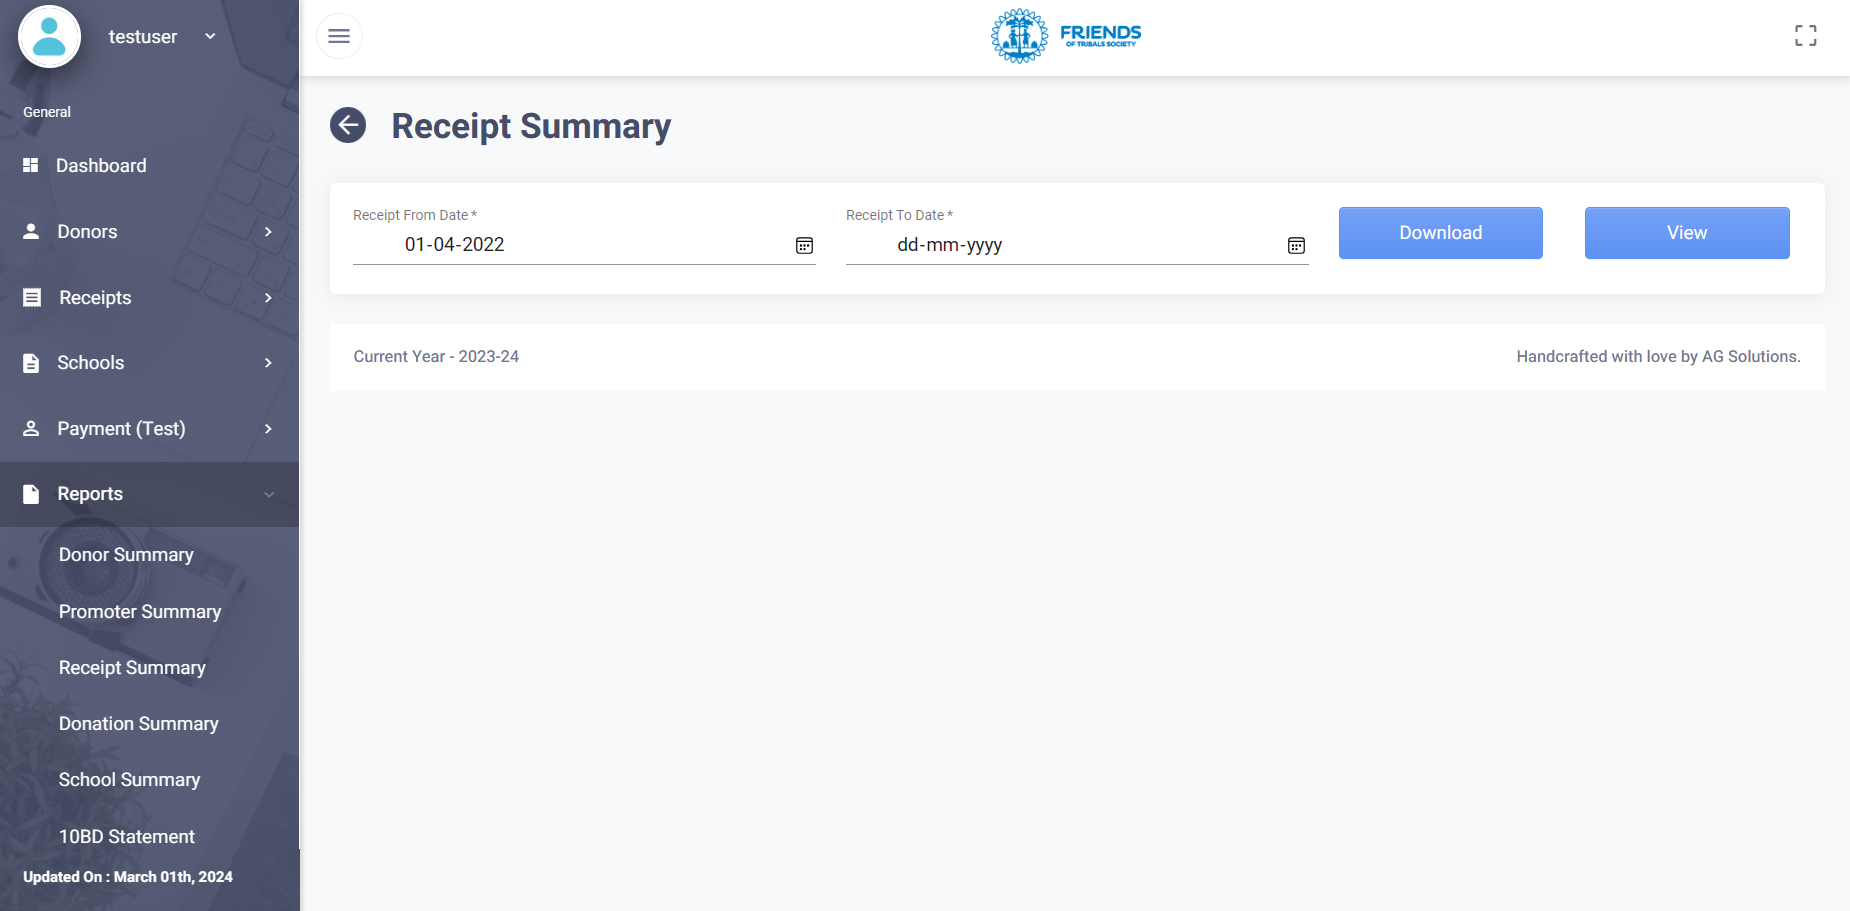 testuser
General
Dashboard
Donors
Receipts
Schools
Payment (Test)
Reports
Donor Summary
Promoter Summary
Receipt Summary
Donation Summary
School Summary
10BD Statement
Updated On : March 01th, 2024
FRIENDS
OF TRIBALS SOCIETY
Receipt Summary
Receipt From Date *
01-04-2022
Receipt To Date *
dd-mm-yyyy
Download
View
Current Year - 2023-24
Handcrafted with love by AG Solutions.